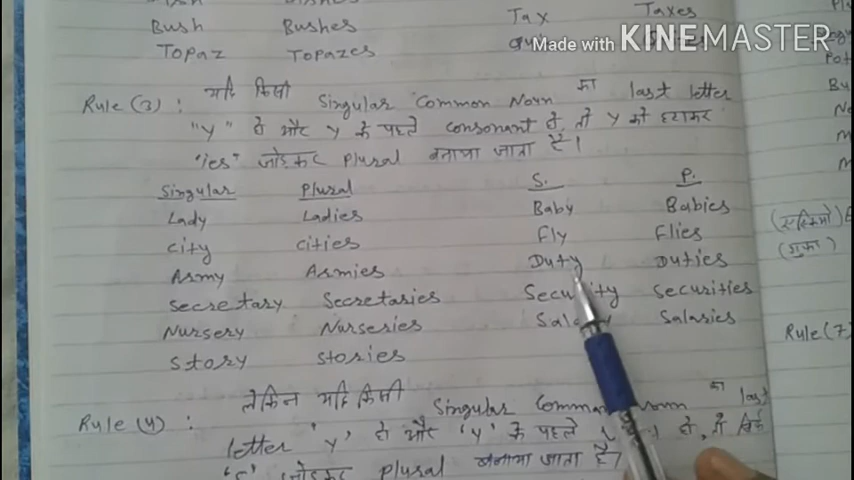 Bush Bushes Tax Taxes
Topaz Topazes
Made with KINEMASTER
Rule (3) : यदि किसी Singular Common Noun का last letter
"y" हो और y के पहले consonant हो, तो y को हटाकर
"ies" जोड़कर plural बनाया जाता है।
Singular Plural S. P.
Lady Ladies Baby Babies
City Cities Fly Flies
Army Armies Duty Duties
Secretary Secretaries Security Securities
Nursery Nurseries Salary Salaries
Story Stories
Rule (4) : लेकिन यदि किसी Singular Common Noun का last
letter 'y' हो और 'y' के पहले हो, तो सिर्फ
's' जोड़कर plural बनाया जाता है।
(गुफा)
Rule (7)